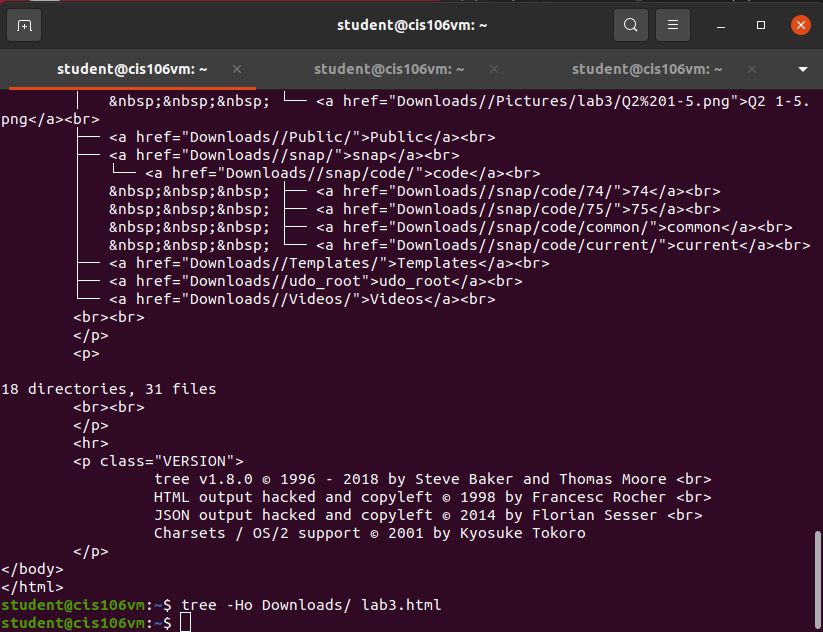 student@cis106vm: ~
student@cis106vm: ~ × student@cis106vm: ~ × student@cis106vm: ~ ×
│   &nbsp;&nbsp;&nbsp; └── <a href="Downloads//Pictures/lab3/Q2%201-5.png">Q2 1-5.
png</a><br>
├── <a href="Downloads//Public/">Public</a><br>
├── <a href="Downloads//snap/">snap</a><br>
│   └── <a href="Downloads//snap/code/">code</a><br>
│   &nbsp;&nbsp;&nbsp; ├── <a href="Downloads//snap/code/74/">74</a><br>
│   &nbsp;&nbsp;&nbsp; ├── <a href="Downloads//snap/code/75/">75</a><br>
│   &nbsp;&nbsp;&nbsp; ├── <a href="Downloads//snap/code/common/">common</a><br>
│   &nbsp;&nbsp;&nbsp; └── <a href="Downloads//snap/code/current/">current</a><br>
├── <a href="Downloads//Templates/">Templates</a><br>
├── <a href="Downloads//udo_root">udo_root</a><br>
└── <a href="Downloads//Videos/">Videos</a><br>
<br><br>
</p>
<p>
18 directories, 31 files
<br><br>
</p>
<hr>
<p class="VERSION">
tree v1.8.0 © 1996 - 2018 by Steve Baker and Thomas Moore <br>
HTML output hacked and copyleft © 1998 by Francesc Rocher <br>
JSON output hacked and copyleft © 2014 by Florian Sesser <br>
Charsets / OS/2 support © 2001 by Kyosuke Tokoro
</p>
</body>
</html>
student@cis106vm:~$ tree -Ho Downloads/ lab3.html
student@cis106vm:~$